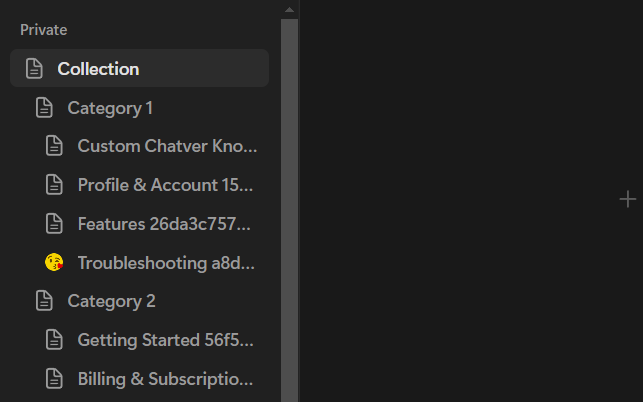 Private
Collection
Category 1
Custom Chatver Kno...
Profile & Account 15...
Features 26da3c757...
Troubleshooting a8d...
Category 2
Getting Started 56f5...
Billing & Subscriptio...